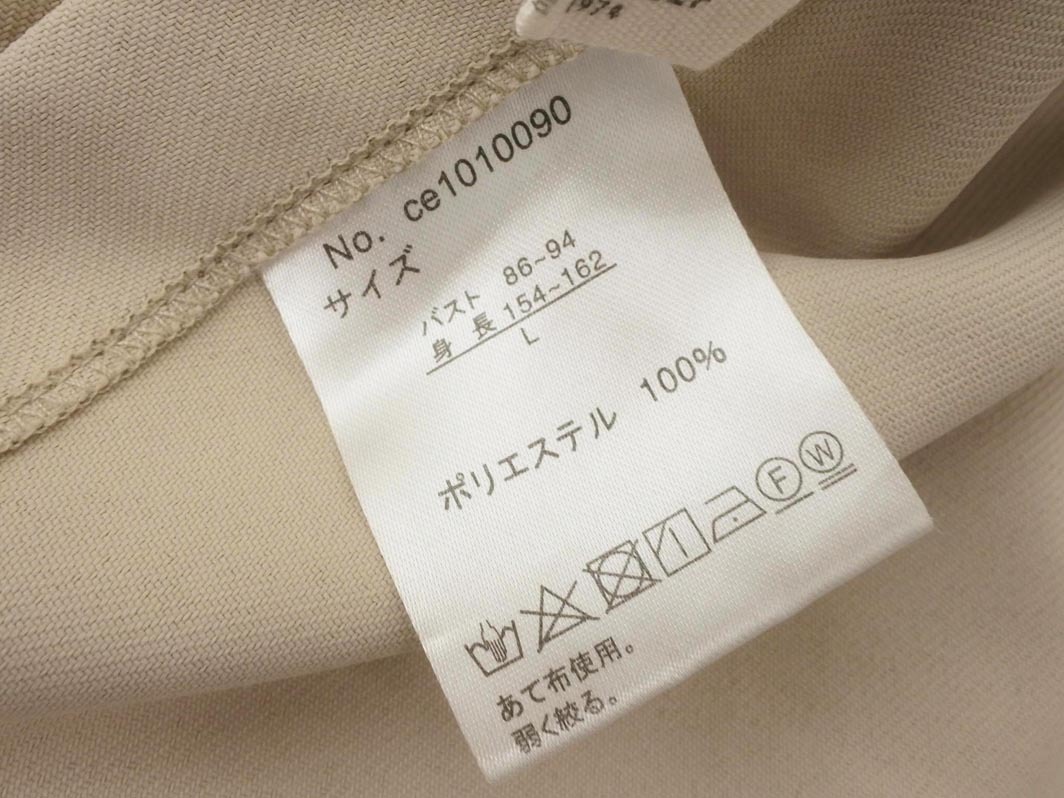 1974
No. ce1010090
サイズ
バスト 86~94
身 長 154~162
L
ポリエステル 100%
F W
あて布使用。
弱く絞る。